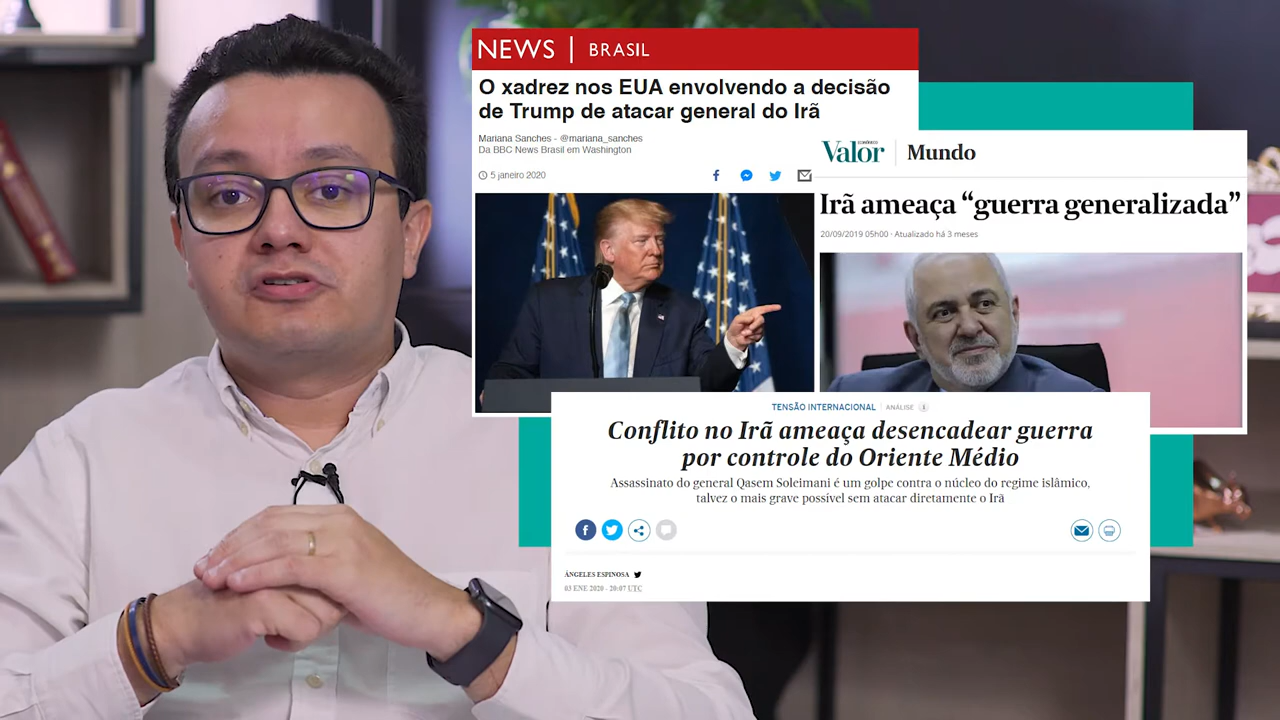 NEWS | BRASIL
O xadrez nos EUA envolvendo a decisão
de Trump de atacar general do Irã
Mariana Sanches - @mariana_sanches
Da BBC News Brasil em Washington
5 janeiro 2020
Valor ECONÔMICO | Mundo
Irã ameaça “guerra generalizada”
20/09/2019 05h00 · Atualizado há 3 meses
TENSÃO INTERNACIONAL | ANÁLISE i
Conflito no Irã ameaça desencadear guerra
por controle do Oriente Médio
Assassinato do general Qasem Soleimani é um golpe contra o núcleo do regime islâmico,
talvez o mais grave possível sem atacar diretamente o Irã
ÁNGELES ESPINOSA
03 ENE 2020 - 20:07 UTC